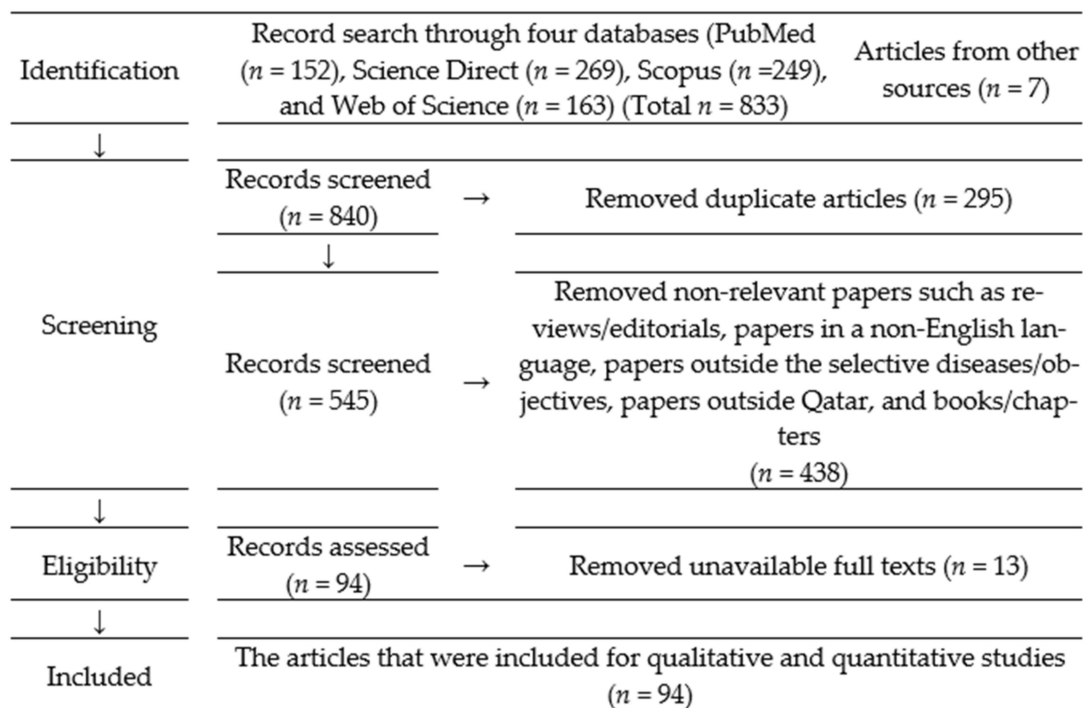 Identification
Record search through four databases (PubMed
(n = 152), Science Direct (n = 269), Scopus (n =249),
and Web of Science (n = 163) (Total n = 833)
Articles from other
sources (n = 7)
↓
Screening
Records screened
(n = 840)
→
Removed duplicate articles (n = 295)
↓
Records screened
(n = 545)
→
Removed non-relevant papers such as re-
views/editorials, papers in a non-English lan-
guage, papers outside the selective diseases/ob-
jectives, papers outside Qatar, and books/chap-
ters
(n = 438)
↓
Eligibility
Records assessed
(n = 94)
→
Removed unavailable full texts (n = 13)
↓
Included
The articles that were included for qualitative and quantitative studies
(n = 94)